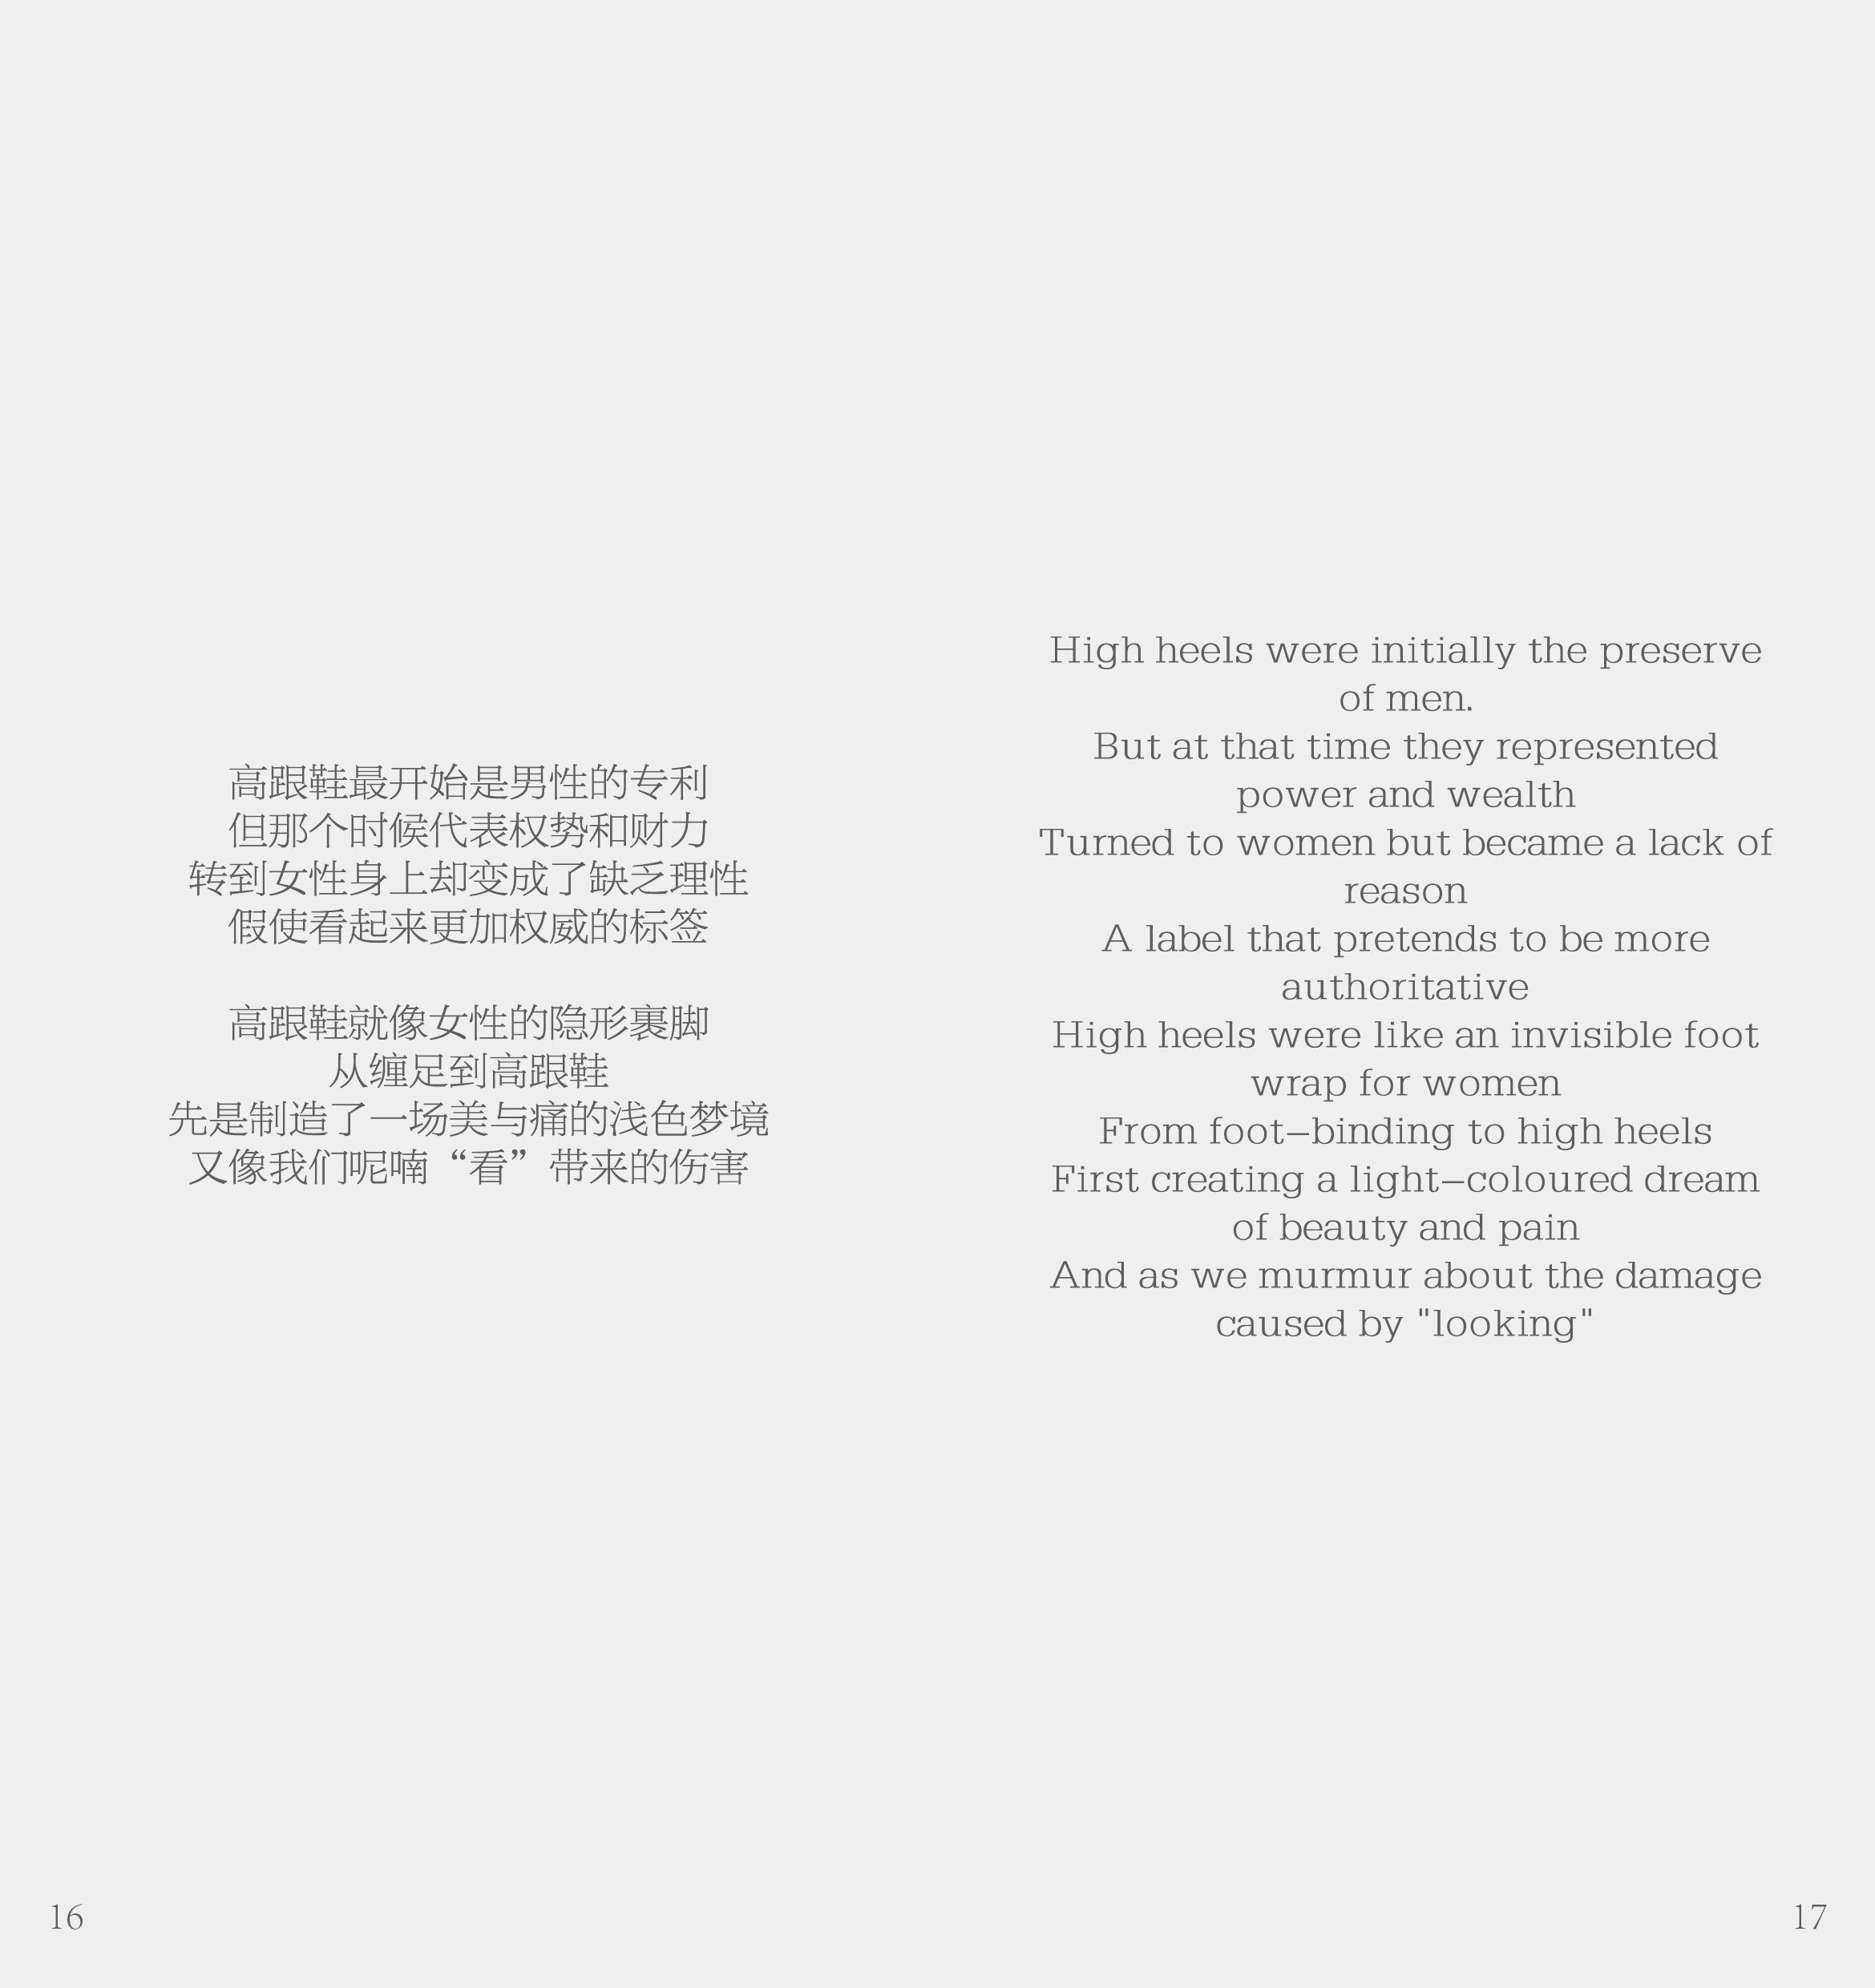 高跟鞋最开始是男性的专利
但那个时候代表权势和财力
转到女性身上却变成了缺乏理性
假使看起来更加权威的标签
高跟鞋就像女性的隐形裹脚
从缠足到高跟鞋
先是制造了一场美与痛的浅色梦境
又像我们呢喃“看”带来的伤害
16
High heels were initially the preserve
of men.
But at that time they represented
power and wealth
Turned to women but became a lack of
reason
A label that pretends to be more
authoritative
High heels were like an invisible foot
wrap for women
From foot–binding to high heels
First creating a light–coloured dream
of beauty and pain
And as we murmur about the damage
caused by "looking"
17